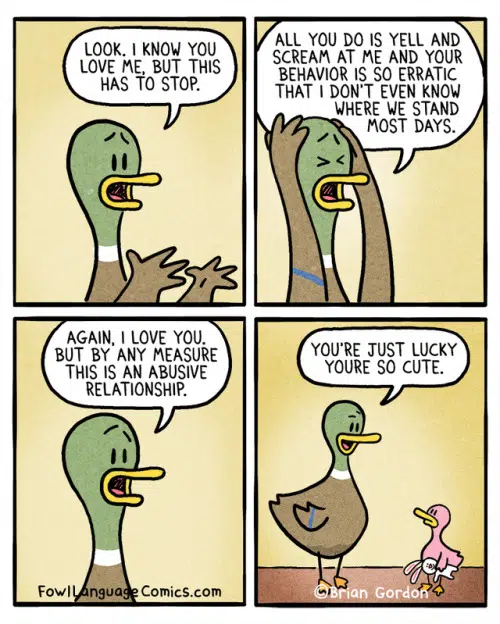 LOOK. I KNOW YOU
LOVE ME, BUT THIS
HAS TO STOP.
ALL YOU DO IS YELL AND
SCREAM AT ME AND YOUR
BEHAVIOR IS SO ERRATIC
THAT I DON'T EVEN KNOW
WHERE WE STAND
MOST DAYS.
AGAIN, I LOVE YOU.
BUT BY ANY MEASURE
THIS IS AN ABUSIVE
RELATIONSHIP.
FowlLanguageComics.com
YOU'RE JUST LUCKY
YOURE SO CUTE.
©Brian Gordon